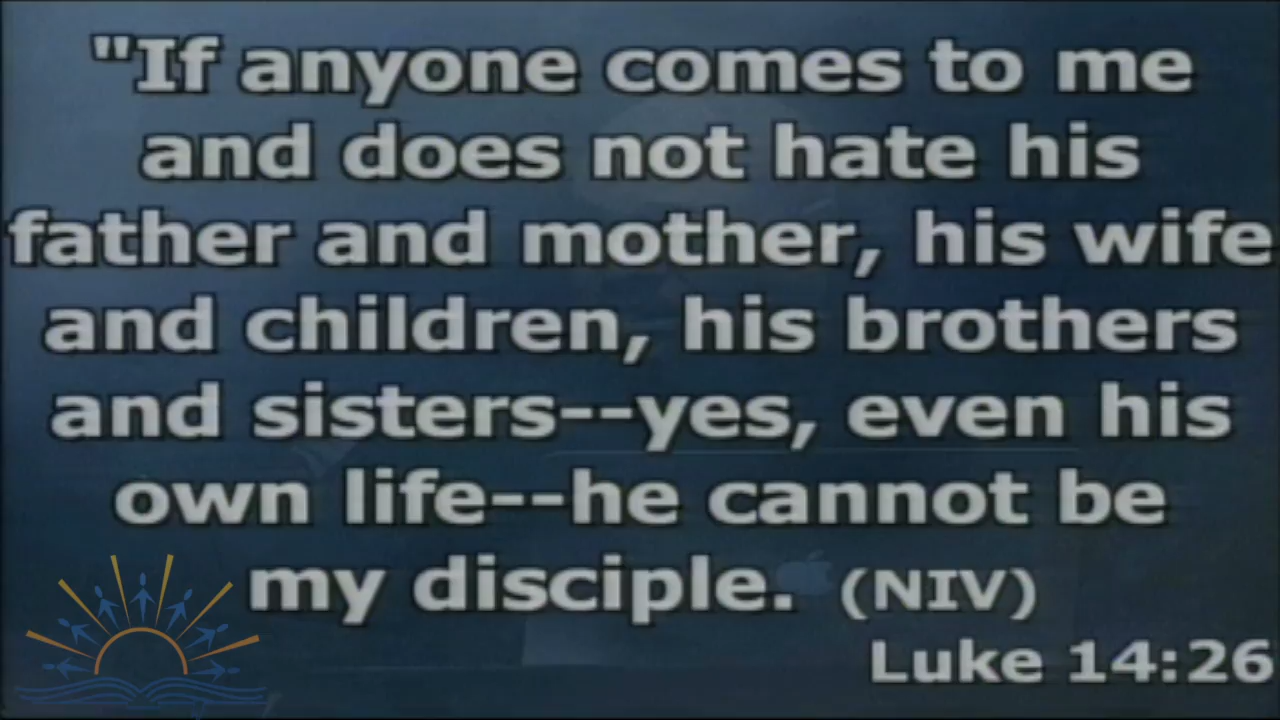 "If anyone comes to me
and does not hate his
father and mother, his wife
and children, his brothers
and sisters--yes, even his
own life--he cannot be
my disciple. (NIV)
Luke 14:26